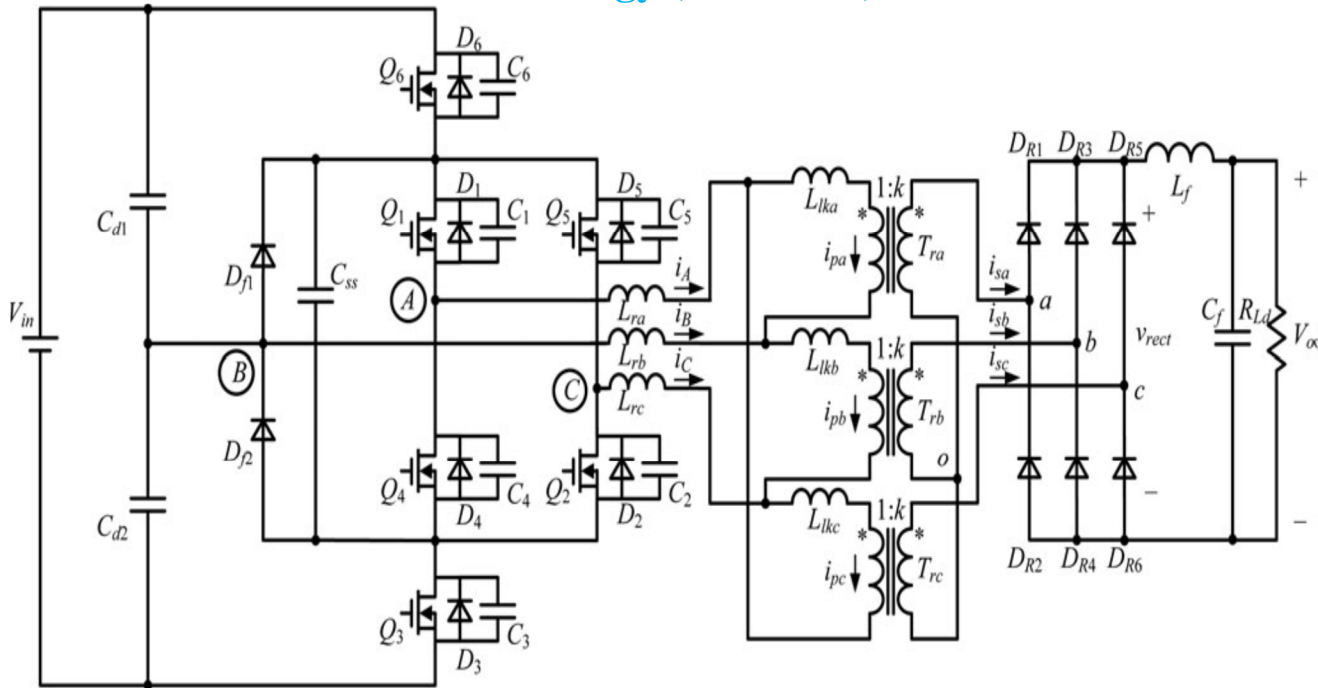 D6
Q6
C6
Cd1
Df1
Css
Q1
D1
C1
Q5
D5
C5
A
iA
Lra
iB
Lrb
iC
Lrc
B
C
Vin
Df2
Cd2
Q4
C4
D4
Q2
C2
D2
Q3
C3
D3
Llka
1:k
* *
ipa
Tra
Llkb
1:k
* *
ipb
Trb
o
Llkc
1:k
* *
ipc
Trc
isa
a
isb
b
isc
c
DR1 DR3 DR5
Lf
+
+
Cf
RLd
vrect
−
−
DR2 DR4 DR6